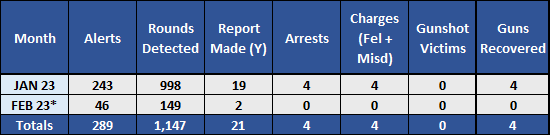 Month Alerts Rounds Detected Report Made (Y) Arrests Charges (Fel + Misd) Gunshot Victims Guns Recovered
JAN 23 243 998 19 4 4 0 4
FEB 23* 46 149 2 0 0 0 0
Totals 289 1,147 21 4 4 0 4